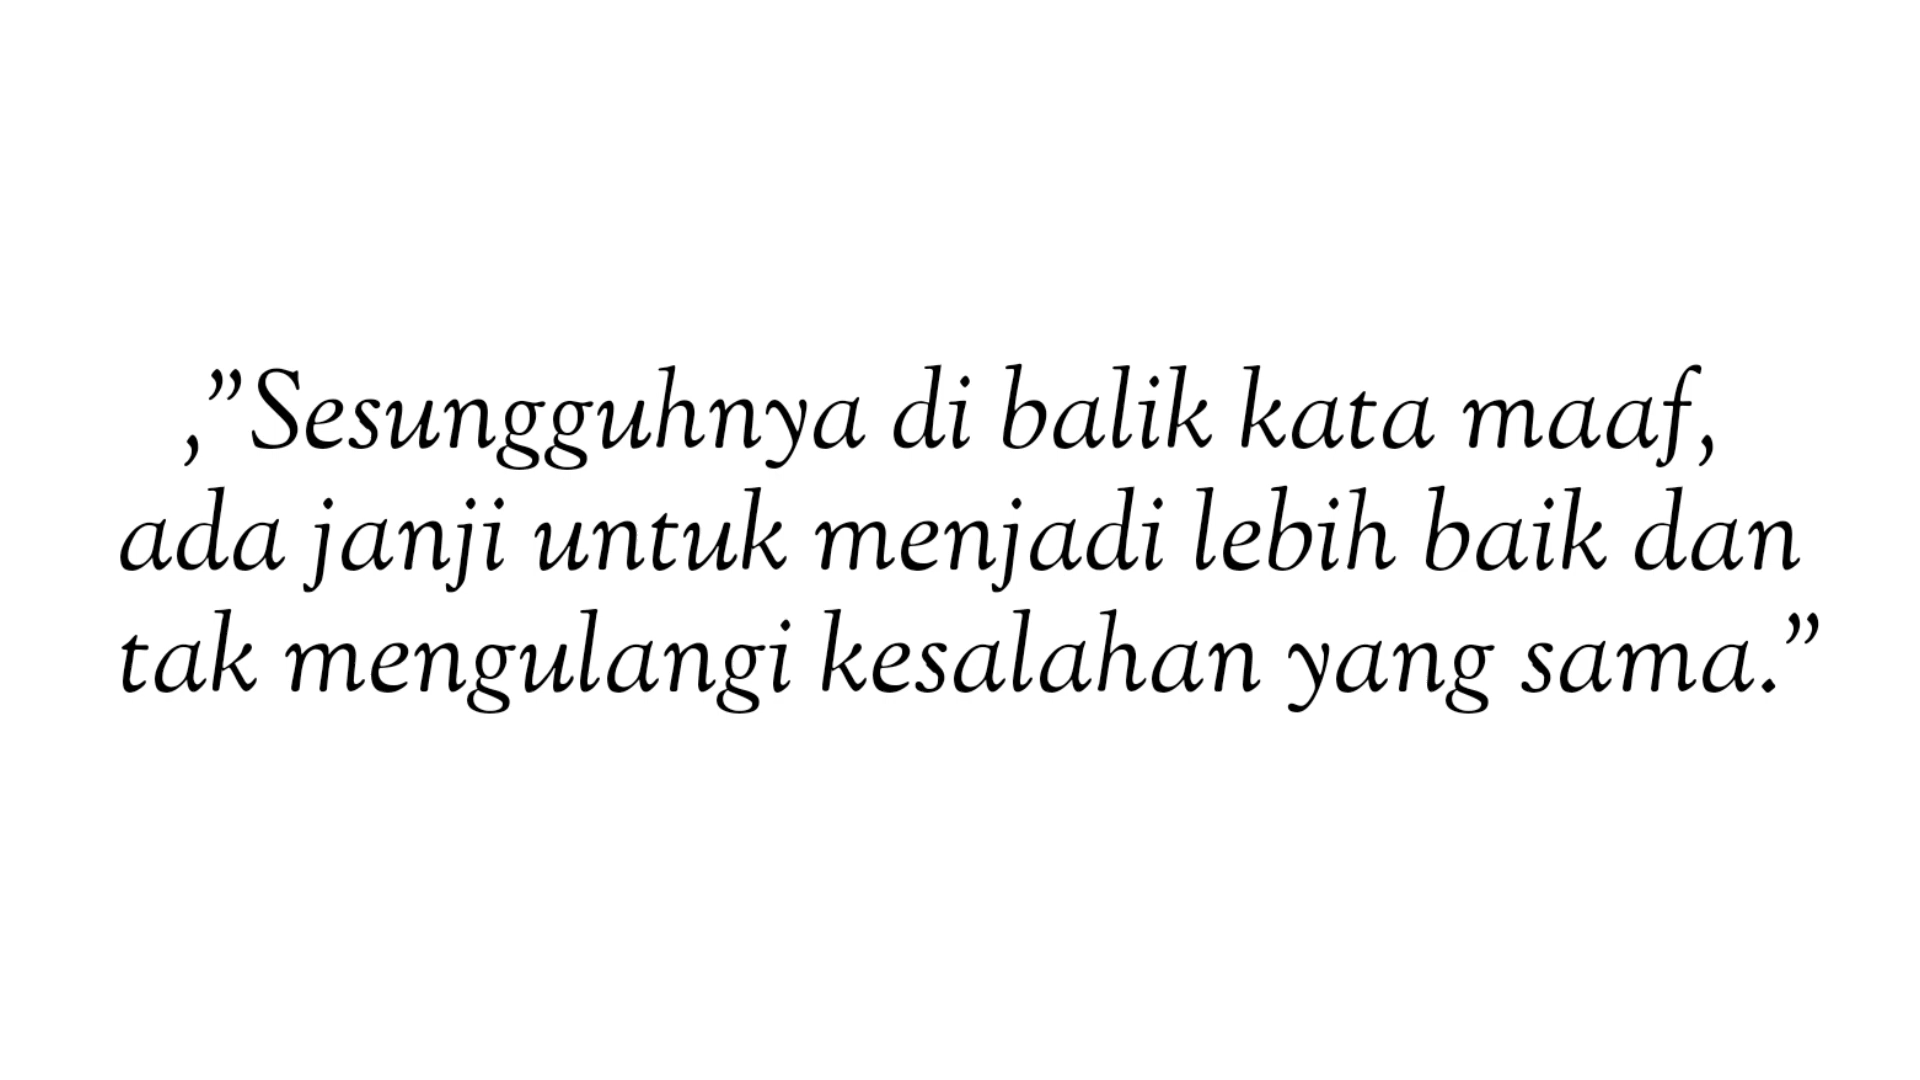 ,”Sesungguhnya di balik kata maaf,
ada janji untuk menjadi lebih baik dan
tak mengulangi kesalahan yang sama.”